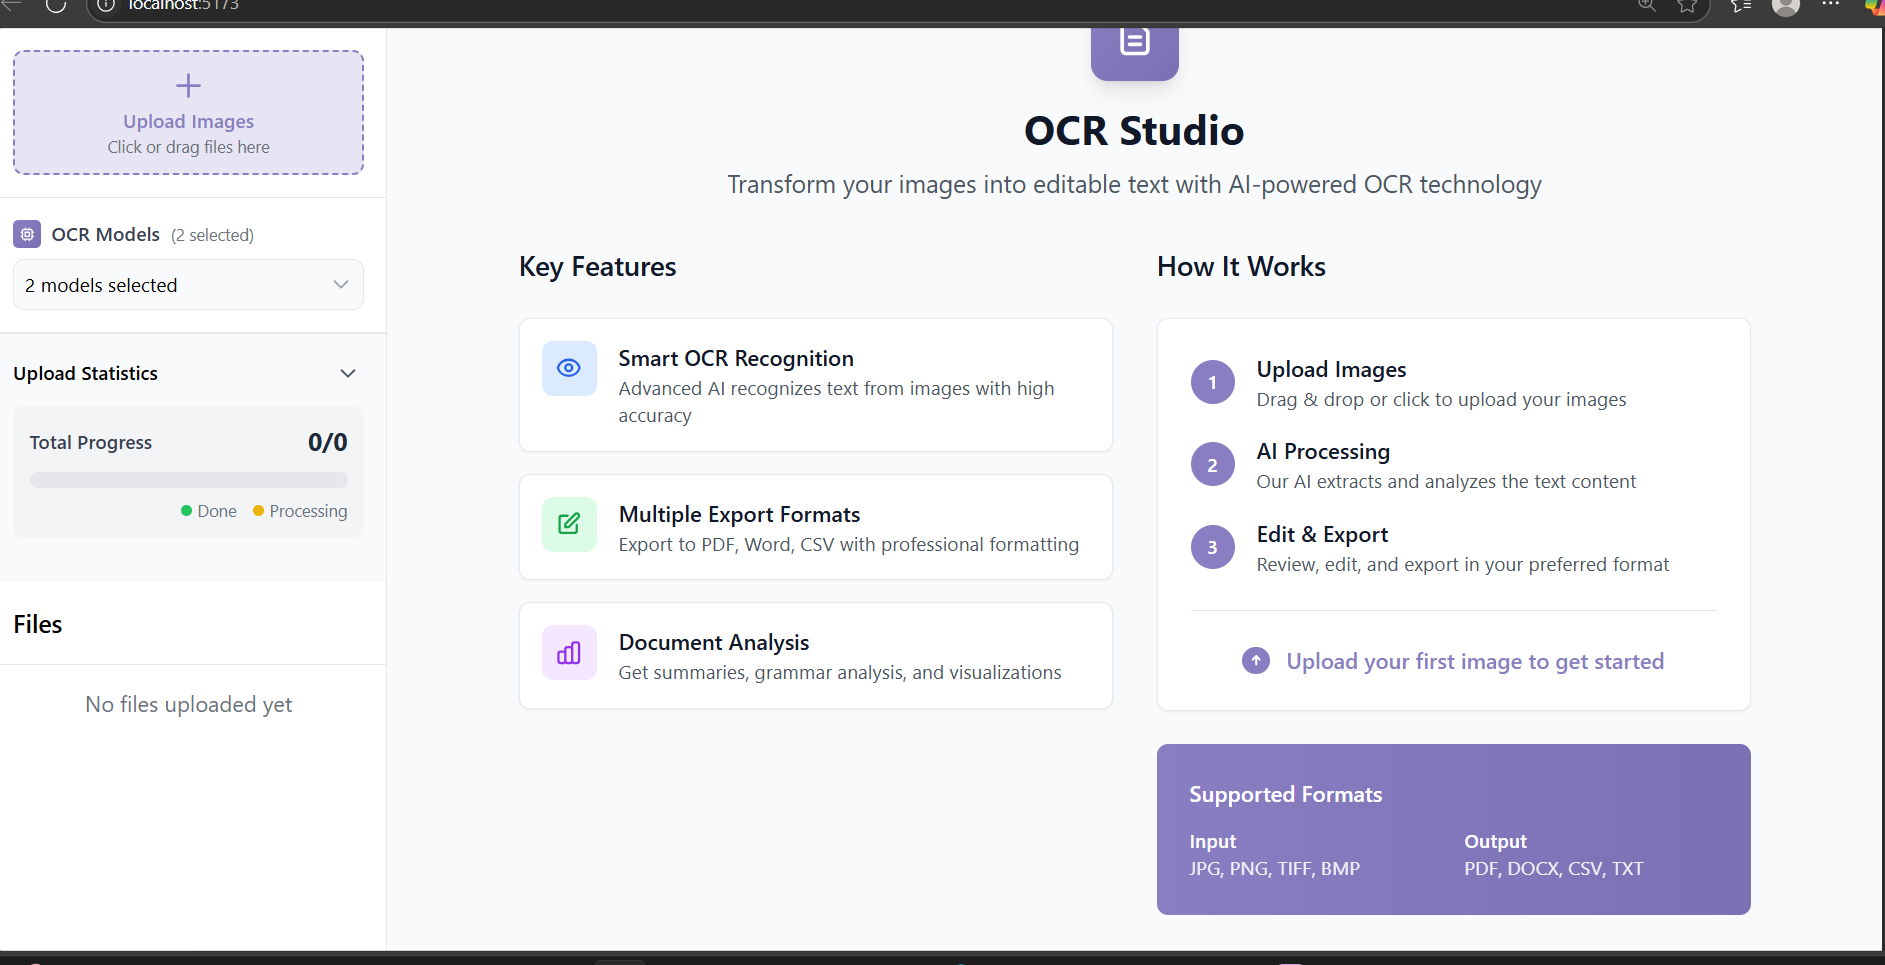 localhost:5173
Upload Images
Click or drag files here
OCR Models (2 selected)
2 models selected
Upload Statistics
Total Progress 0/0
Done Processing
Files
No files uploaded yet
OCR Studio
Transform your images into editable text with AI-powered OCR technology
Key Features
Smart OCR Recognition
Advanced AI recognizes text from images with high
accuracy
Multiple Export Formats
Export to PDF, Word, CSV with professional formatting
Document Analysis
Get summaries, grammar analysis, and visualizations
How It Works
1 Upload Images
Drag & drop or click to upload your images
2 AI Processing
Our AI extracts and analyzes the text content
3 Edit & Export
Review, edit, and export in your preferred format
Upload your first image to get started
Supported Formats
Input
JPG, PNG, TIFF, BMP
Output
PDF, DOCX, CSV, TXT